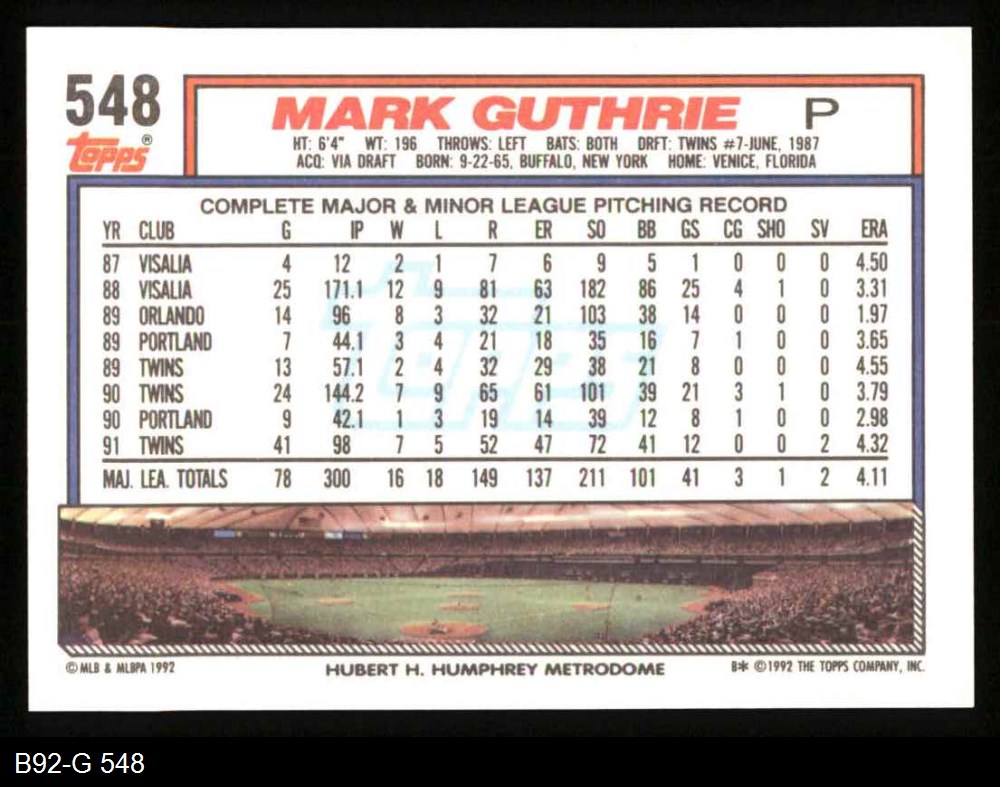 548
Topps®
MARK GUTHRIE P
HT: 6'4" WT: 196 THROWS: LEFT BATS: BOTH DRFT: TWINS #7-JUNE, 1987
ACQ: VIA DRAFT BORN: 9-22-65, BUFFALO, NEW YORK HOME: VENICE, FLORIDA
COMPLETE MAJOR & MINOR LEAGUE PITCHING RECORD
YR CLUB G IP W L R ER SO BB GS CG SHO SV ERA
87 VISALIA 4 12 2 1 7 6 9 5 1 0 0 0 4.50
88 VISALIA 25 171.1 12 9 81 63 182 86 25 4 1 0 3.31
89 ORLANDO 14 96 8 3 32 21 103 38 14 0 0 0 1.97
89 PORTLAND 7 44.1 3 4 21 18 35 16 7 1 0 0 3.65
89 TWINS 13 57.1 2 4 32 29 38 21 8 0 0 0 4.55
90 TWINS 24 144.2 7 9 65 61 101 39 21 3 1 0 3.79
90 PORTLAND 9 42.1 1 3 19 14 39 12 8 1 0 0 2.98
91 TWINS 41 98 7 5 52 47 72 41 12 0 0 2 4.32
MAJ. LEA. TOTALS 78 300 16 18 149 137 211 101 41 3 1 2 4.11
Topps
© MLB & MLBPA 1992 HUBERT H. HUMPHREY METRODOME B* ©1992 THE TOPPS COMPANY, INC.
B92-G 548